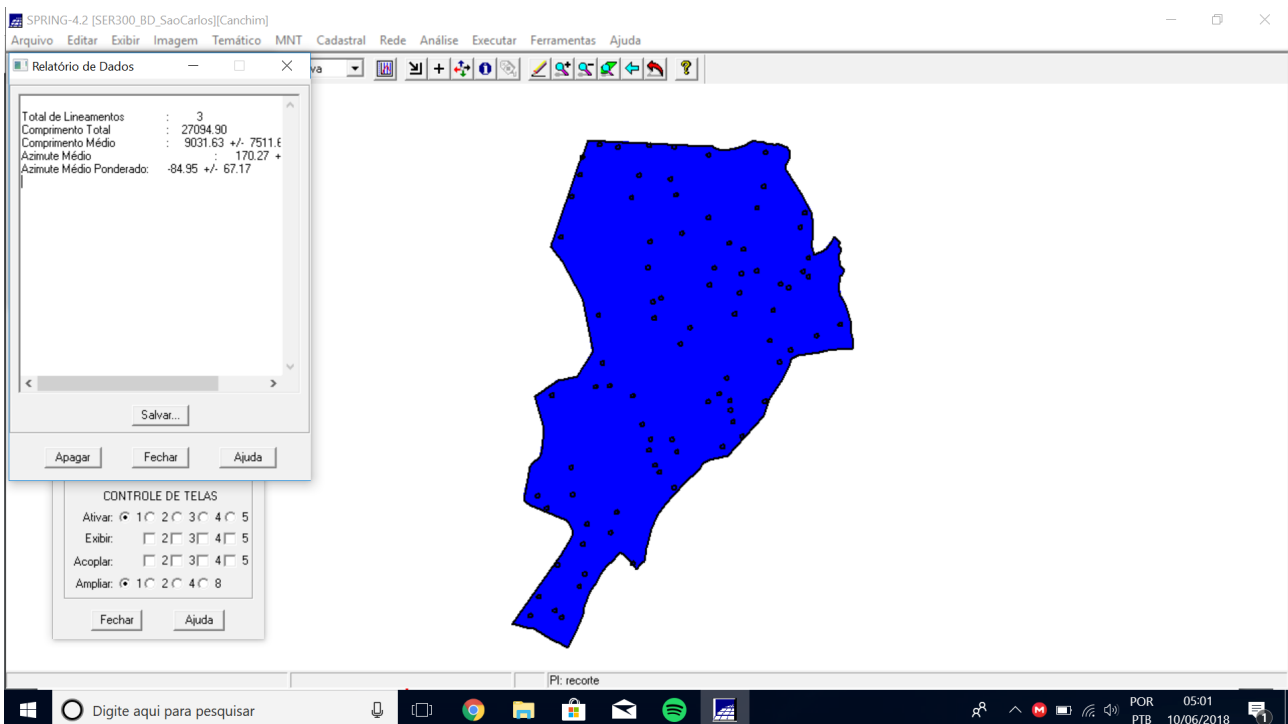 SPRING-4.2 [SER300_BD_SaoCarlos][Canchim]
Arquivo Editar Exibir Imagem Temático MNT Cadastral Rede Análise Executar Ferramentas Ajuda
Relatório de Dados
va
Total de Lineamentos : 3
Comprimento Total : 27094.90
Comprimento Médio : 9031.63 +/- 7511.6
Azimute Médio : 170.27 +
Azimute Médio Ponderado: -84.95 +/- 67.17
Salvar...
Apagar Fechar Ajuda
CONTROLE DE TELAS
Ativar: 1 2 3 4 5
Exibir: 2 3 4 5
Acoplar: 2 3 4 5
Ampliar: 1 2 4 8
Fechar Ajuda
PI: recorte
Digite aqui para pesquisar
POR
PTB
05:01
10/06/2018